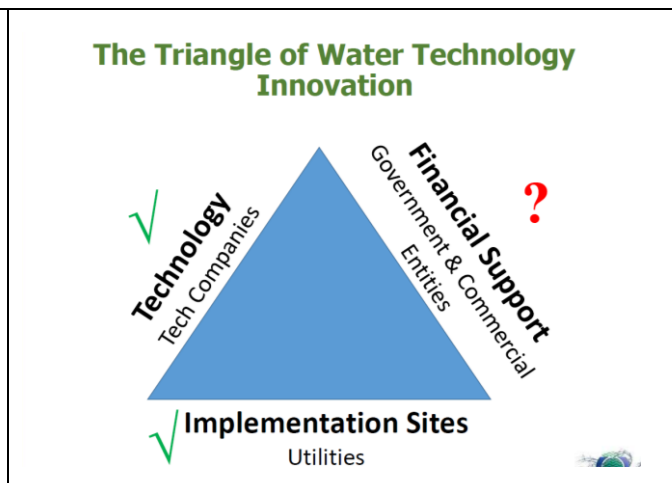 The Triangle of Water Technology
Innovation
√
Technology
Tech Companies
Financial Support
Government & Commercial
Entities
?
√
Implementation Sites
Utilities